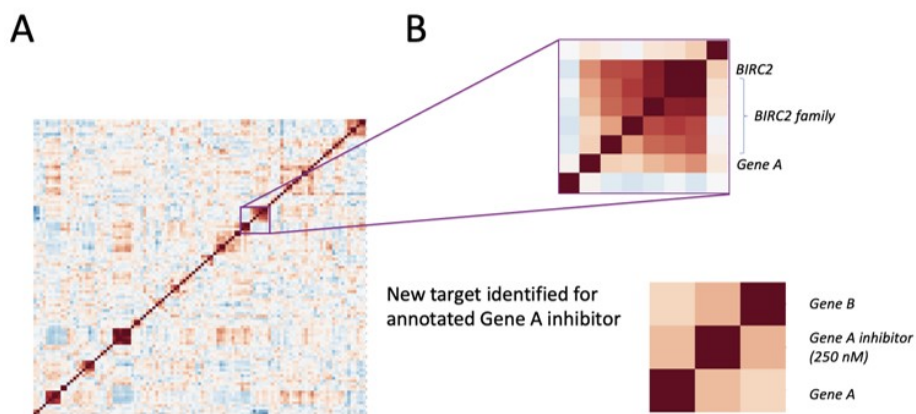 A
B
BIRC2
BIRC2 family
Gene A
New target identified for
annotated Gene A inhibitor
Gene B
Gene A inhibitor
(250 nM)
Gene A